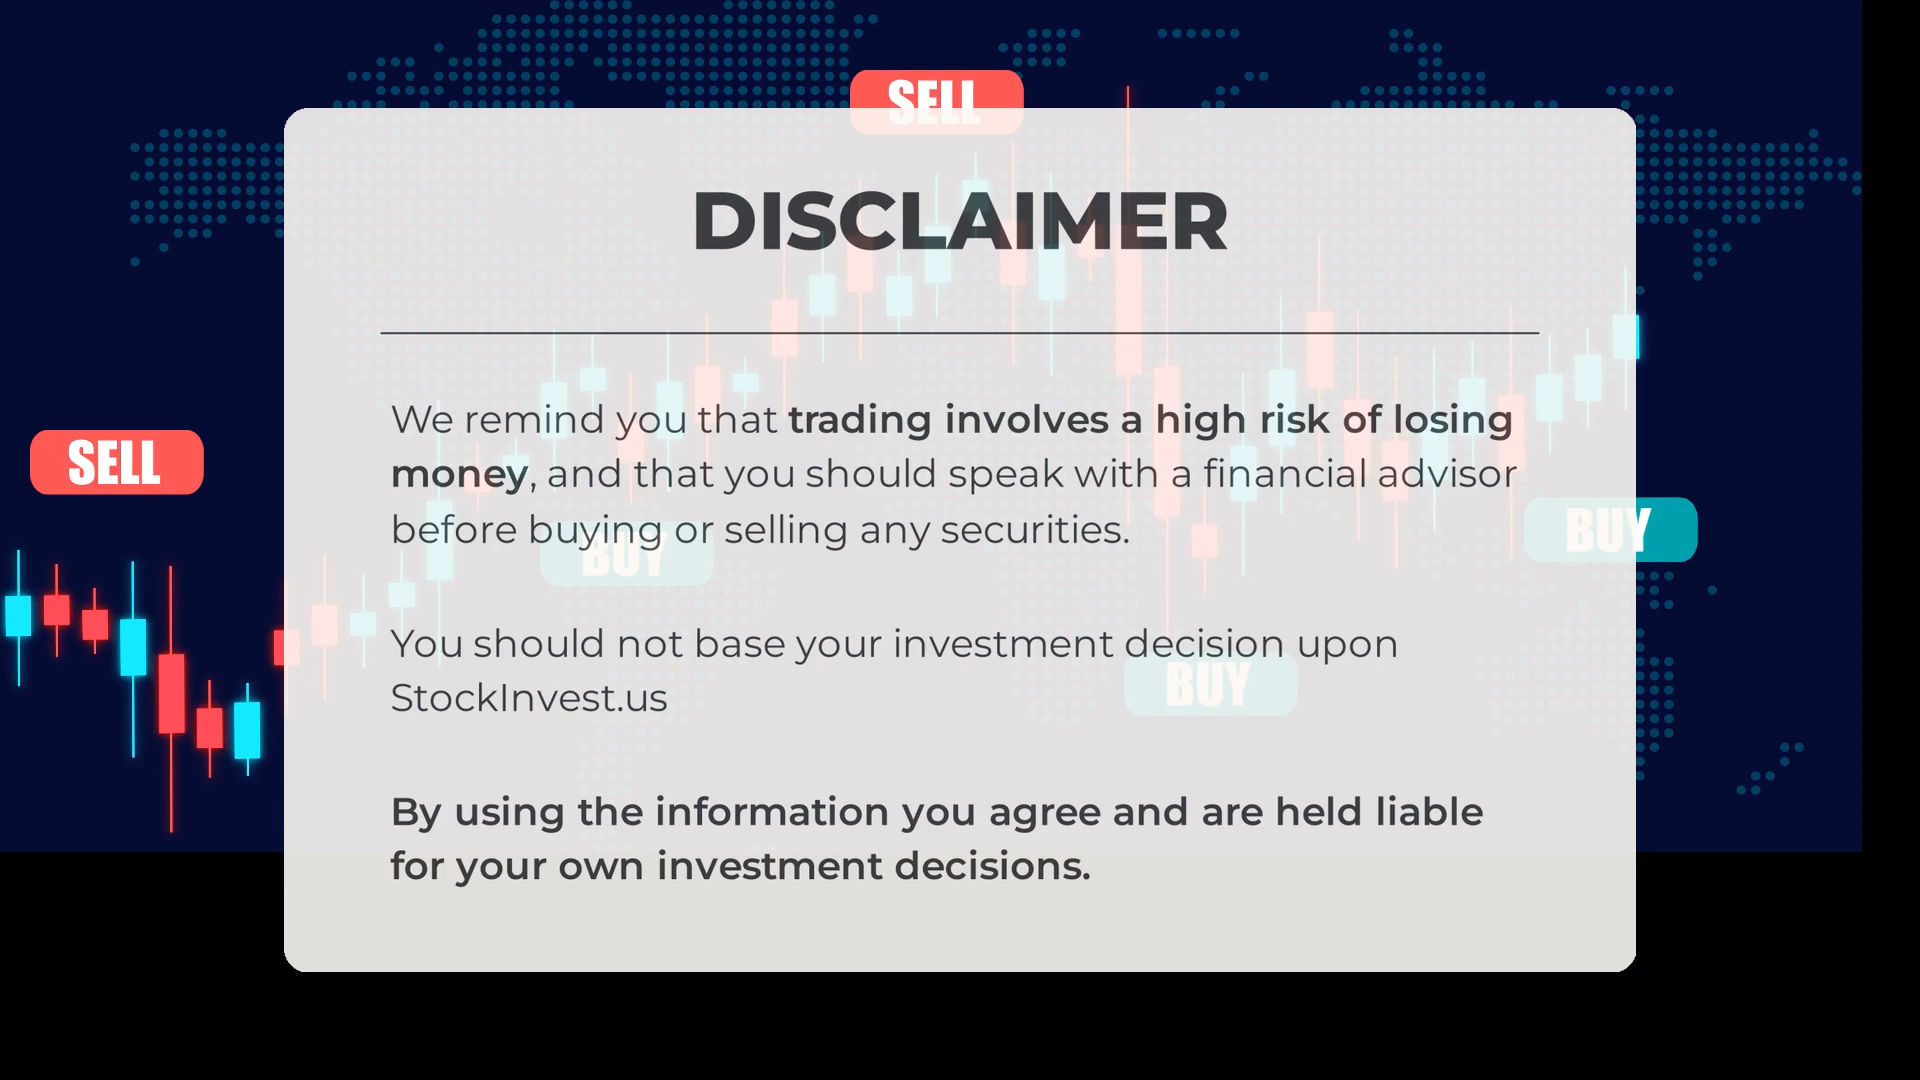 SELL
DISCLAIMER
We remind you that trading involves a high risk of losing
money, and that you should speak with a financial advisor
before buying or selling any securities.
SELL
BUY
BUY
You should not base your investment decision upon
StockInvest.us
BUY
By using the information you agree and are held liable
for your own investment decisions.